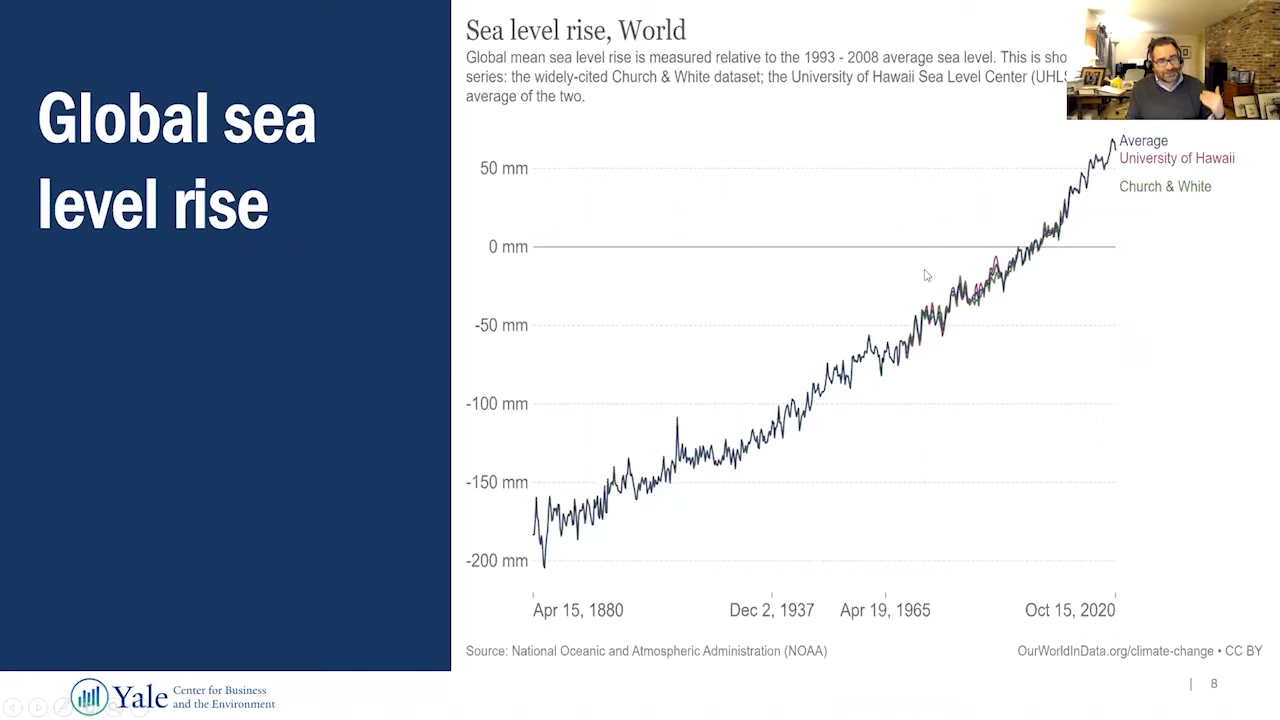 Global sea
level rise
Sea level rise, World
Global mean sea level rise is measured relative to the 1993 - 2008 average sea level. This is
series: the widely-cited Church & White dataset; the University of Hawaii Sea Level Center
average of the two.
Average
University of Hawaii
Church & White
50 mm
0 mm
-50 mm
-100 mm
-150 mm
-200 mm
Apr 15, 1880
Dec 2, 1937
Apr 19, 1965
Oct 15, 2020
Source: National Oceanic and Atmospheric Administration (NOAA)
OurWorldInData.org/climate-change • CC BY
Yale
Center for Business
and the Environment
| 8